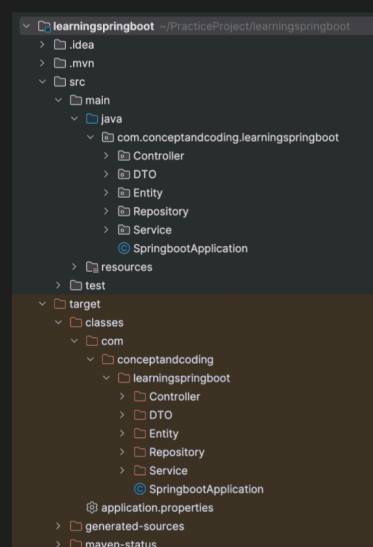 learningspringboot ~/PracticeProject/learningspringboot
.idea
.mvn
src
main
java
com.conceptandcoding.learningspringboot
Controller
DTO
Entity
Repository
Service
SpringbootApplication
resources
test
target
classes
com
conceptandcoding
learningspringboot
Controller
DTO
Entity
Repository
Service
SpringbootApplication
application.properties
generated-sources
maven-status